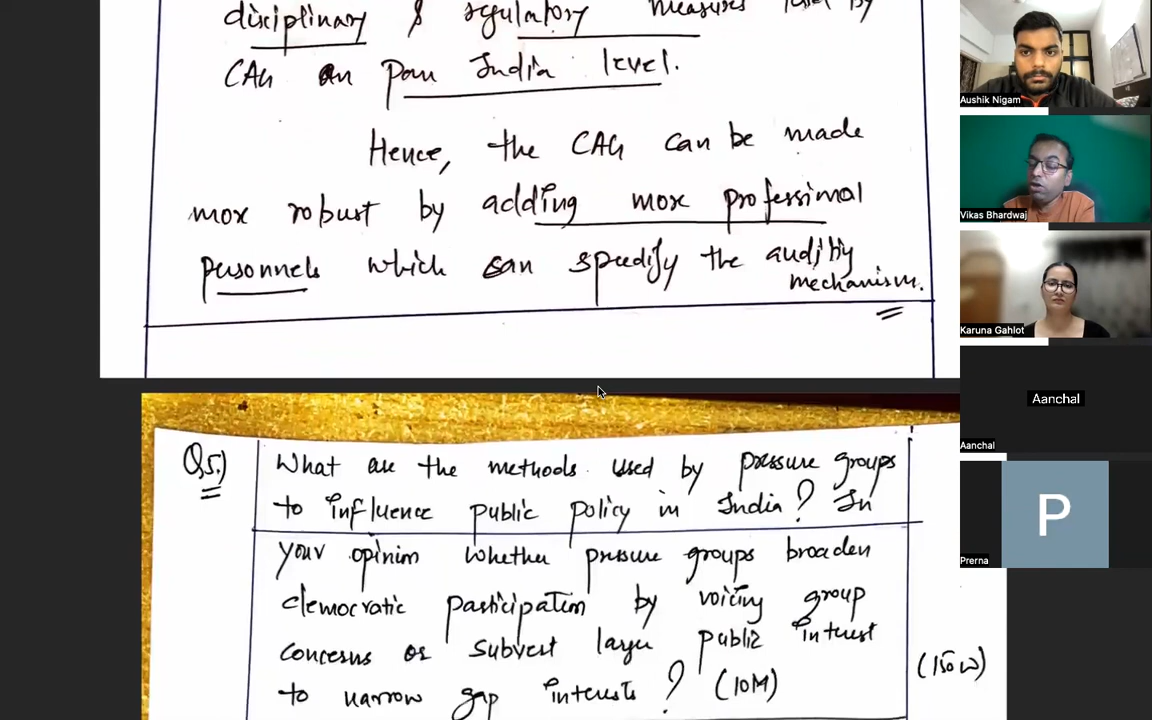 disciplinary & regulatory measures by
CAG on Pan India level.
Hence, the CAG can be made
more robust by adding more professional
personnels which can speedify the auditing
mechanism.
Q5.) What are the methods used by pressure groups
to influence public policy in India? In
your opinion whether pressure groups broaden
democratic participation by voicing group
concerns or subvert larger public interest
to narrow gap interests? (10M)
(150W)
Aushik Nigam
Vikas Bhardwaj
Karuna Gahlot
Aanchal
Aanchal
P
Prerna